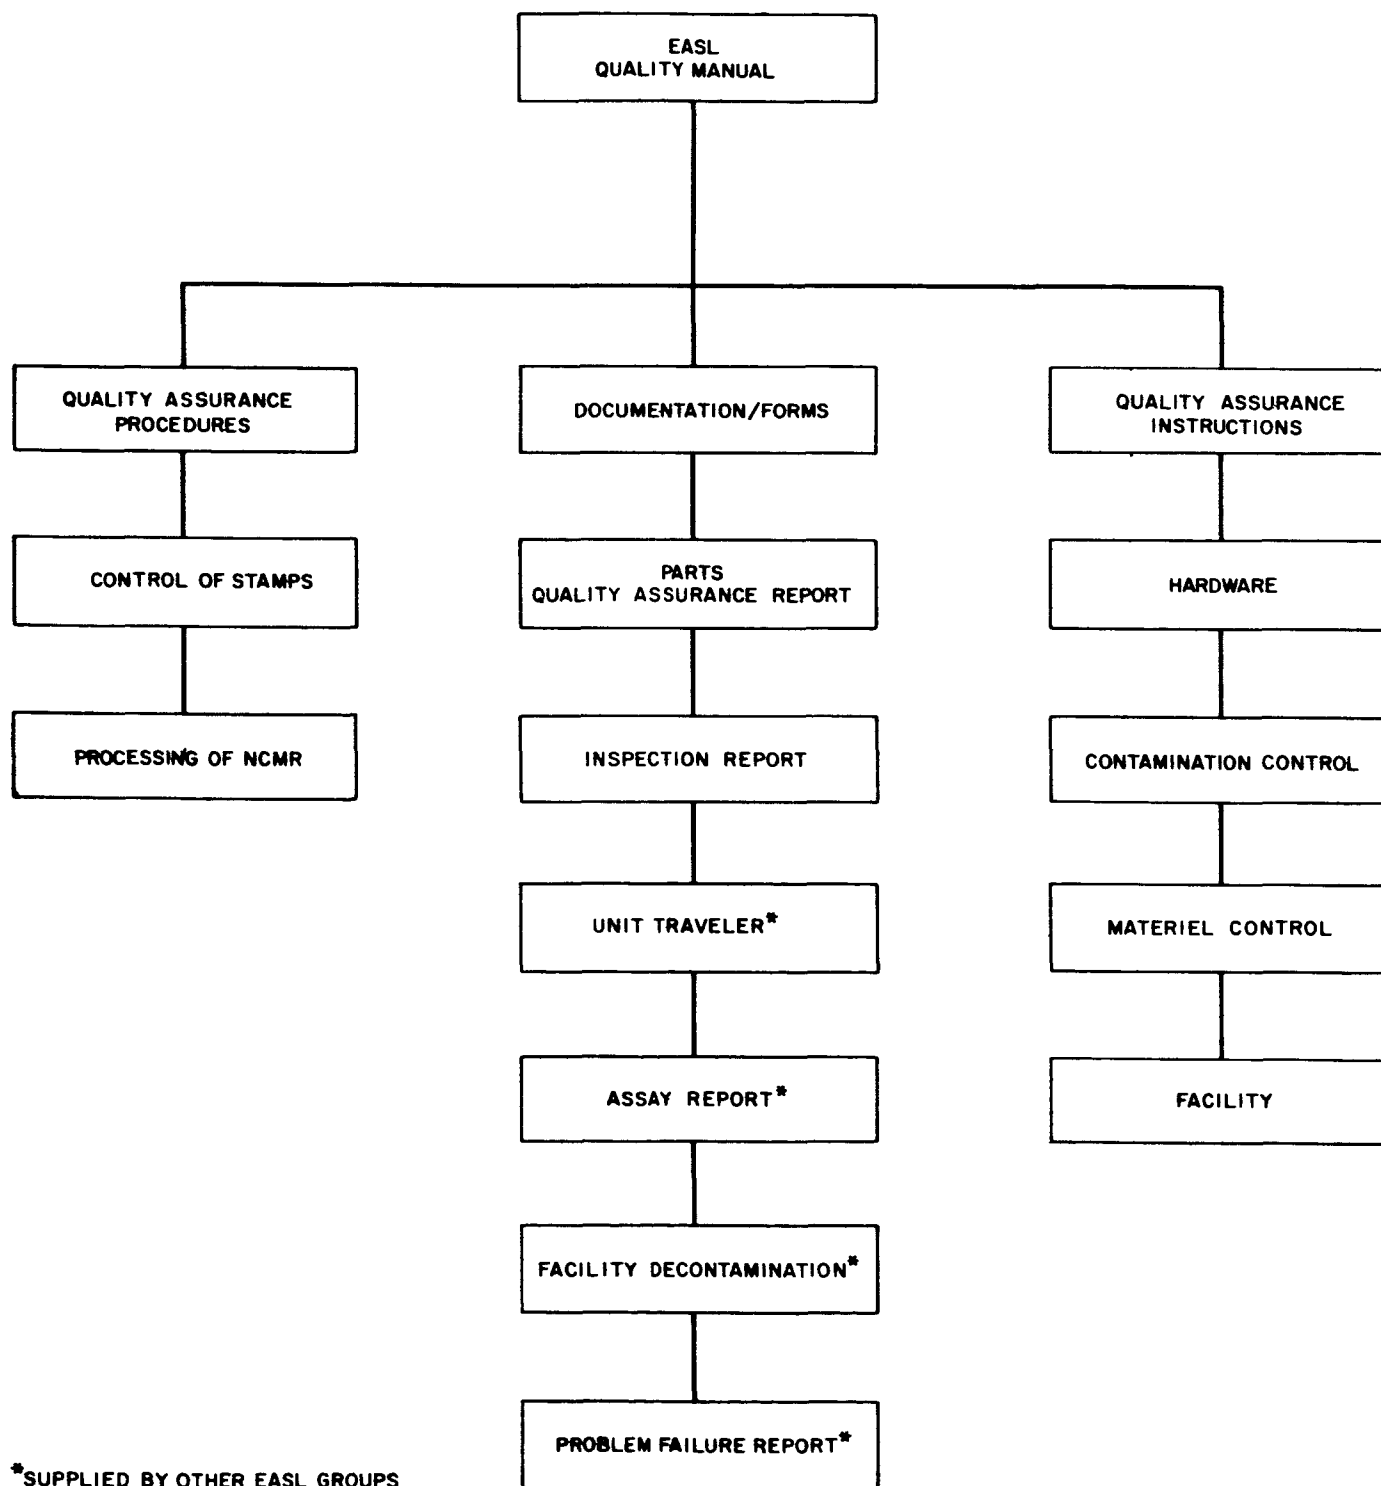 EASL
QUALITY MANUAL
QUALITY ASSURANCE
PROCEDURES
DOCUMENTATION/FORMS
QUALITY ASSURANCE
INSTRUCTIONS
CONTROL OF STAMPS
PARTS
QUALITY ASSURANCE REPORT
HARDWARE
PROCESSING OF NCMR
INSPECTION REPORT
CONTAMINATION CONTROL
UNIT TRAVELER*
MATERIEL CONTROL
ASSAY REPORT*
FACILITY
FACILITY DECONTAMINATION*
PROBLEM FAILURE REPORT*
*SUPPLIED BY OTHER EASL GROUPS